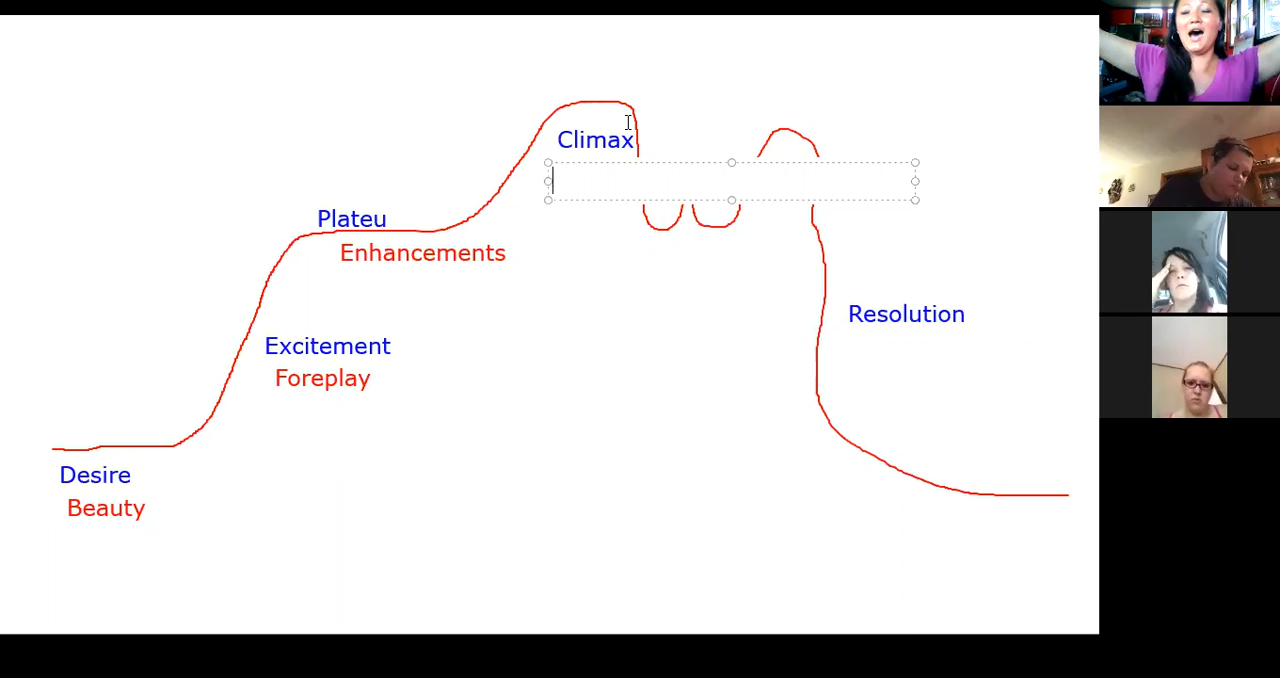 Climax
Plateu
Enhancements
Resolution
Excitement
Foreplay
Desire
Beauty